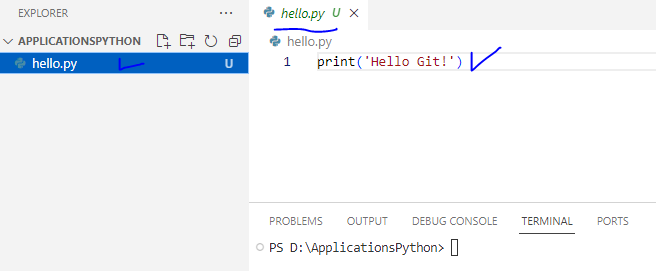 EXPLORER ...
APPLICATIONSPYTHON
hello.py U
hello.py U
hello.py
1 print('Hello Git!')
PROBLEMS OUTPUT DEBUG CONSOLE TERMINAL PORTS
PS D:\ApplicationsPython>